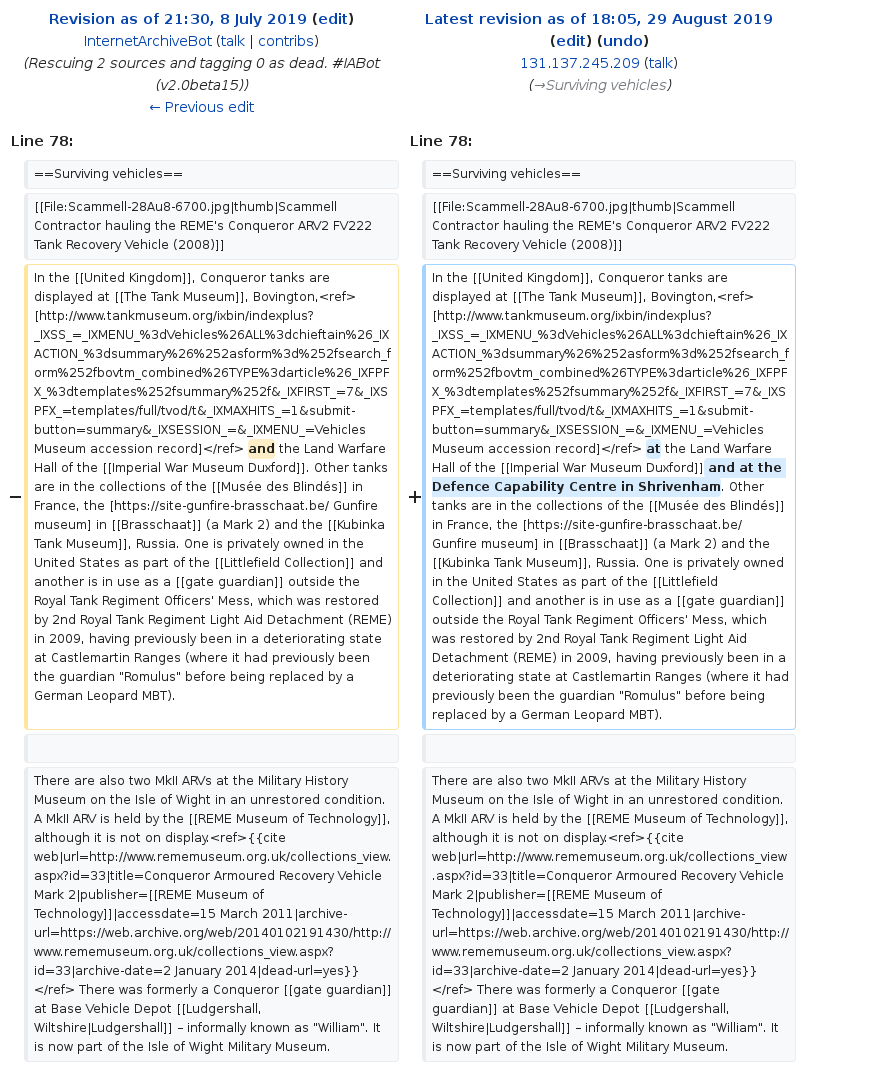 Revision as of 21:30, 8 July 2019 (edit)
InternetArchiveBot (talk | contribs)
(Rescuing 2 sources and tagging 0 as dead. #IABot
(v2.0beta15))
← Previous edit
Latest revision as of 18:05, 29 August 2019
(edit) (undo)
131.137.245.209 (talk)
(→Surviving vehicles)
Line 78:
Line 78:
==Surviving vehicles==
==Surviving vehicles==
[[File:Scammell-28Au8-6700.jpg|thumb|Scammell
Contractor hauling the REME's Conqueror ARV2 FV222
Tank Recovery Vehicle (2008)]]
[[File:Scammell-28Au8-6700.jpg|thumb|Scammell
Contractor hauling the REME's Conqueror ARV2 FV222
Tank Recovery Vehicle (2008)]]
−
In the [[United Kingdom]], Conqueror tanks are
displayed at [[The Tank Museum]], Bovington,<ref>
[http://www.tankmuseum.org/ixbin/indexplus?
_IXSS_=_IXMENU_%3dVehicles%26ALL%3dchieftain%26_IX
ACTION_%3dsummary%26%252asform%3d%252fsearch_f
orm%252fbovtm_combined%26TYPE%3darticle%26_IXFPF
X_%3dtemplates%252fsummary%252f&_IXFIRST_=7&_IXS
PFX_=templates/full/tvod/t&_IXMAXHITS_=1&submit-
button=summary&_IXSESSION_=&_IXMENU_=Vehicles
Museum accession record]</ref> and the Land Warfare
Hall of the [[Imperial War Museum Duxford]]. Other tanks
are in the collections of the [[Musée des Blindés]] in
France, the [https://site-gunfire-brasschaat.be/ Gunfire
museum] in [[Brasschaat]] (a Mark 2) and the [[Kubinka
Tank Museum]], Russia. One is privately owned in the
United States as part of the [[Littlefield Collection]] and
another is in use as a [[gate guardian]] outside the
Royal Tank Regiment Officers' Mess, which was restored
by 2nd Royal Tank Regiment Light Aid Detachment (REME)
in 2009, having previously been in a deteriorating state
at Castlemartin Ranges (where it had previously been
the guardian "Romulus" before being replaced by a
German Leopard MBT).
+
In the [[United Kingdom]], Conqueror tanks are
displayed at [[The Tank Museum]], Bovington,<ref>
[http://www.tankmuseum.org/ixbin/indexplus?
_IXSS_=_IXMENU_%3dVehicles%26ALL%3dchieftain%26_IX
ACTION_%3dsummary%26%252asform%3d%252fsearch_f
orm%252fbovtm_combined%26TYPE%3darticle%26_IXFPF
X_%3dtemplates%252fsummary%252f&_IXFIRST_=7&_IXS
PFX_=templates/full/tvod/t&_IXMAXHITS_=1&submit-
button=summary&_IXSESSION_=&_IXMENU_=Vehicles
Museum accession record]</ref> at the Land Warfare
Hall of the [[Imperial War Museum Duxford]] and at the
Defence Capability Centre in Shrivenham. Other
tanks are in the collections of the [[Musée des Blindés]]
in France, the [https://site-gunfire-brasschaat.be/
Gunfire museum] in [[Brasschaat]] (a Mark 2) and the
[[Kubinka Tank Museum]], Russia. One is privately owned
in the United States as part of the [[Littlefield
Collection]] and another is in use as a [[gate guardian]]
outside the Royal Tank Regiment Officers' Mess, which
was restored by 2nd Royal Tank Regiment Light Aid
Detachment (REME) in 2009, having previously been in a
deteriorating state at Castlemartin Ranges (where it had
previously been the guardian "Romulus" before being
replaced by a German Leopard MBT).
There are also two MkII ARVs at the Military History
Museum on the Isle of Wight in an unrestored condition.
A MkII ARV is held by the [[REME Museum of Technology]],
although it is not on display.<ref>{{cite
web|url=http://www.rememuseum.org.uk/collections_view.
aspx?id=33|title=Conqueror Armoured Recovery Vehicle
Mark 2|publisher=[[REME Museum of
Technology]]|accessdate=15 March 2011|archive-
url=https://web.archive.org/web/20140102191430/http://
www.rememuseum.org.uk/collections_view.aspx?
id=33|archive-date=2 January 2014|dead-url=yes}}
</ref> There was formerly a Conqueror [[gate guardian]]
at Base Vehicle Depot [[Ludgershall,
Wiltshire|Ludgershall]] – informally known as "William". It
is now part of the Isle of Wight Military Museum.
There are also two MkII ARVs at the Military History
Museum on the Isle of Wight in an unrestored condition.
A MkII ARV is held by the [[REME Museum of Technology]],
although it is not on display.<ref>{{cite
web|url=http://www.rememuseum.org.uk/collections_view
.aspx?id=33|title=Conqueror Armoured Recovery Vehicle
Mark 2|publisher=[[REME Museum of
Technology]]|accessdate=15 March 2011|archive-
url=https://web.archive.org/web/20140102191430/http://
www.rememuseum.org.uk/collections_view.aspx?
id=33|archive-date=2 January 2014|dead-url=yes}}
</ref> There was formerly a Conqueror [[gate
guardian]] at Base Vehicle Depot [[Ludgershall,
Wiltshire|Ludgershall]] – informally known as "William". It
is now part of the Isle of Wight Military Museum.